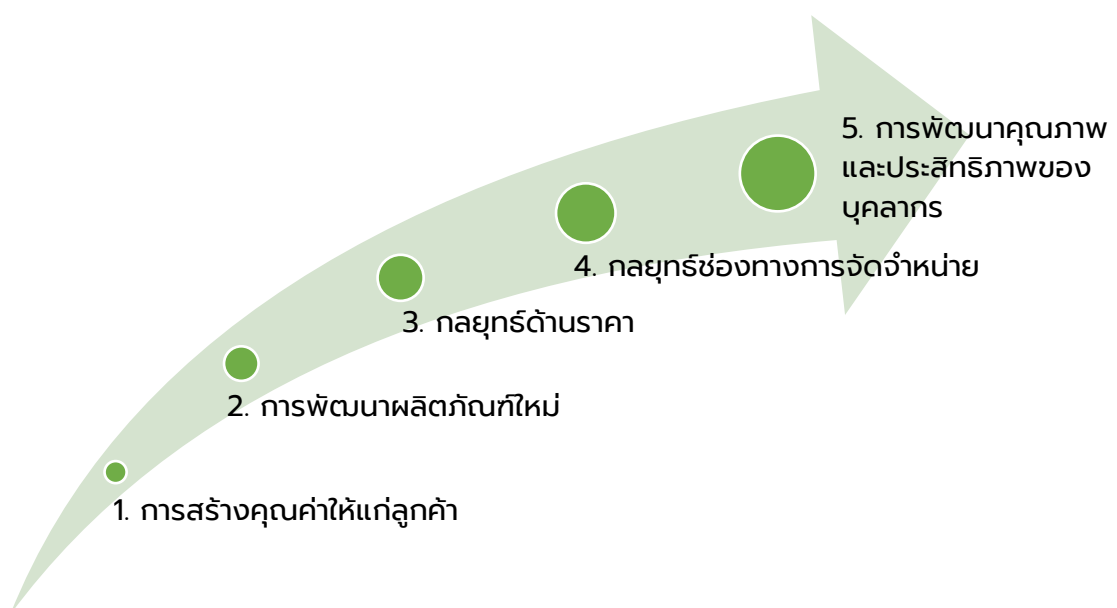 5. การพัฒนาคุณภาพ
และประสิทธิภาพของ
บุคลากร
4. กลยุทธ์ช่องทางการจัดจำหน่าย
3. กลยุทธ์ด้านราคา
2. การพัฒนาผลิตภัณฑ์ใหม่
1. การสร้างคุณค่าให้แก่ลูกค้า